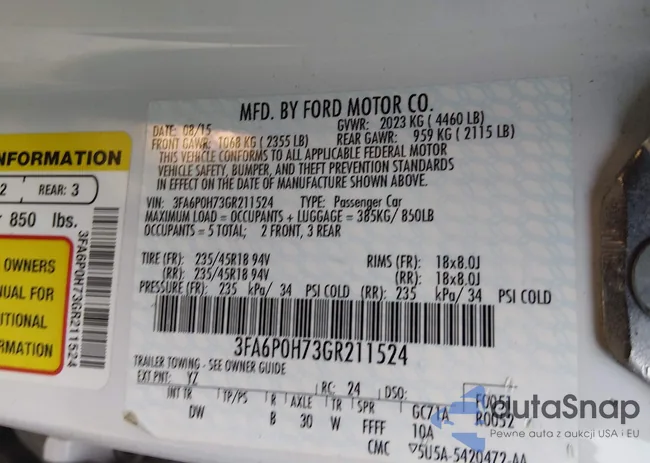 MFD. BY FORD MOTOR CO.
DATE: 08/15 GVWR: 2023 KG ( 4460 LB)
FRONT GAWR: 1068 KG ( 2355 LB) REAR GAWR: 959 KG ( 2115 LB)
THIS VEHICLE CONFORMS TO ALL APPLICABLE FEDERAL MOTOR
VEHICLE SAFETY, BUMPER, AND THEFT PREVENTION STANDARDS
IN EFFECT ON THE DATE OF MANUFACTURE SHOWN ABOVE.
VIN: 3FA6P0H73GR211524 TYPE: Passenger Car
MAXIMUM LOAD = OCCUPANTS + LUGGAGE = 385KG/ 850LB
OCCUPANTS = 5 TOTAL; 2 FRONT, 3 REAR
TIRE (FR): 235/45R18 94V RIMS (FR): 18x8.0J
(RR): 235/45R18 94V (RR): 18x8.0J
PRESSURE (FR): 235 kPa/ 34 PSI COLD (RR): 235 kPa/ 34 PSI COLD
3FA6P0H73GR211524
TRAILER TOWING - SEE OWNER GUIDE
EXT PNT: YZ RC: 24 DSO: F0051
INT TR TP/PS R AXLE TR SPR GC71A R0052
DW B 30 W FFFF 10A
CMC 5U5A-5420472-AA
INFORMATION
2 REAR: 3
850 lbs.
OWNERS
FOR
RMATION
3FA6P0H73GR211524
autaSnap
Pewne auta z aukcji USA i EU